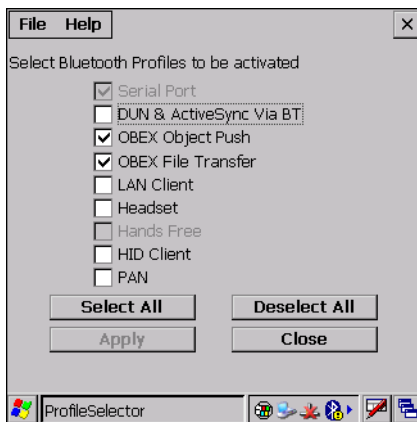 File Help
Select Bluetooth Profiles to be activated
Serial Port
DUN & ActiveSync Via BT
OBEX Object Push
OBEX File Transfer
LAN Client
Headset
Hands Free
HID Client
PAN
Select All Deselect All
Apply Close
ProfileSelector